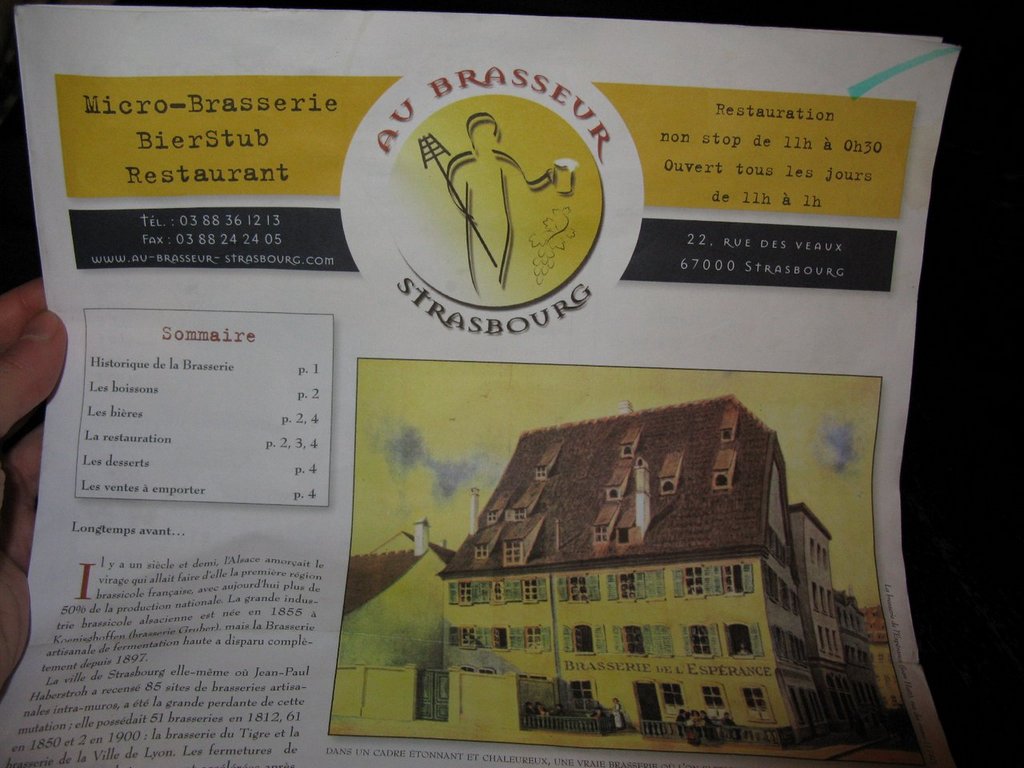 Micro-Brasserie
BierStub
Restaurant
Tél. : 03 88 36 12 13
Fax : 03 88 24 24 05
www.au-brasseur-strasbourg.com
AU BRASSEUR
STRASBOURG
Restauration
non stop de 11h à 0h30
Ouvert tous les jours
de 11h à 1h
22, rue des Veaux
67000 Strasbourg
Sommaire
Historique de la Brasserie p. 1
Les boissons p. 2
Les bières p. 2, 4
La restauration p. 2, 3, 4
Les desserts p. 4
Les ventes à emporter p. 4
Longtemps avant...
Il y a un siècle et demi, l'Alsace amorçait le
virage qui allait faire d'elle la première région
brassicole française, avec aujourd'hui plus de
50% de la production nationale. La grande indus-
trie brassicole alsacienne est née en 1855 à
Koenigshoffen (brasserie Gruber), mais la Brasserie
artisanale de fermentation haute a disparu complè-
tement depuis 1897.
La ville de Strasbourg elle-même où Jean-Paul
Haberstroh a recensé 85 sites de brasseries artisa-
nales intra-muros, a été la grande perdante de cette
mutation ; elle possédait 51 brasseries en 1812, 61
en 1850 et 2 en 1900 : la brasserie du Tigre et la
brasserie de la Ville de Lyon. Les fermetures de
BRASSERIE DE L'ESPÉRANCE
DANS UN CADRE ÉTONNANT ET CHALEUREUX, UNE VRAIE BRASSERIE OÙ